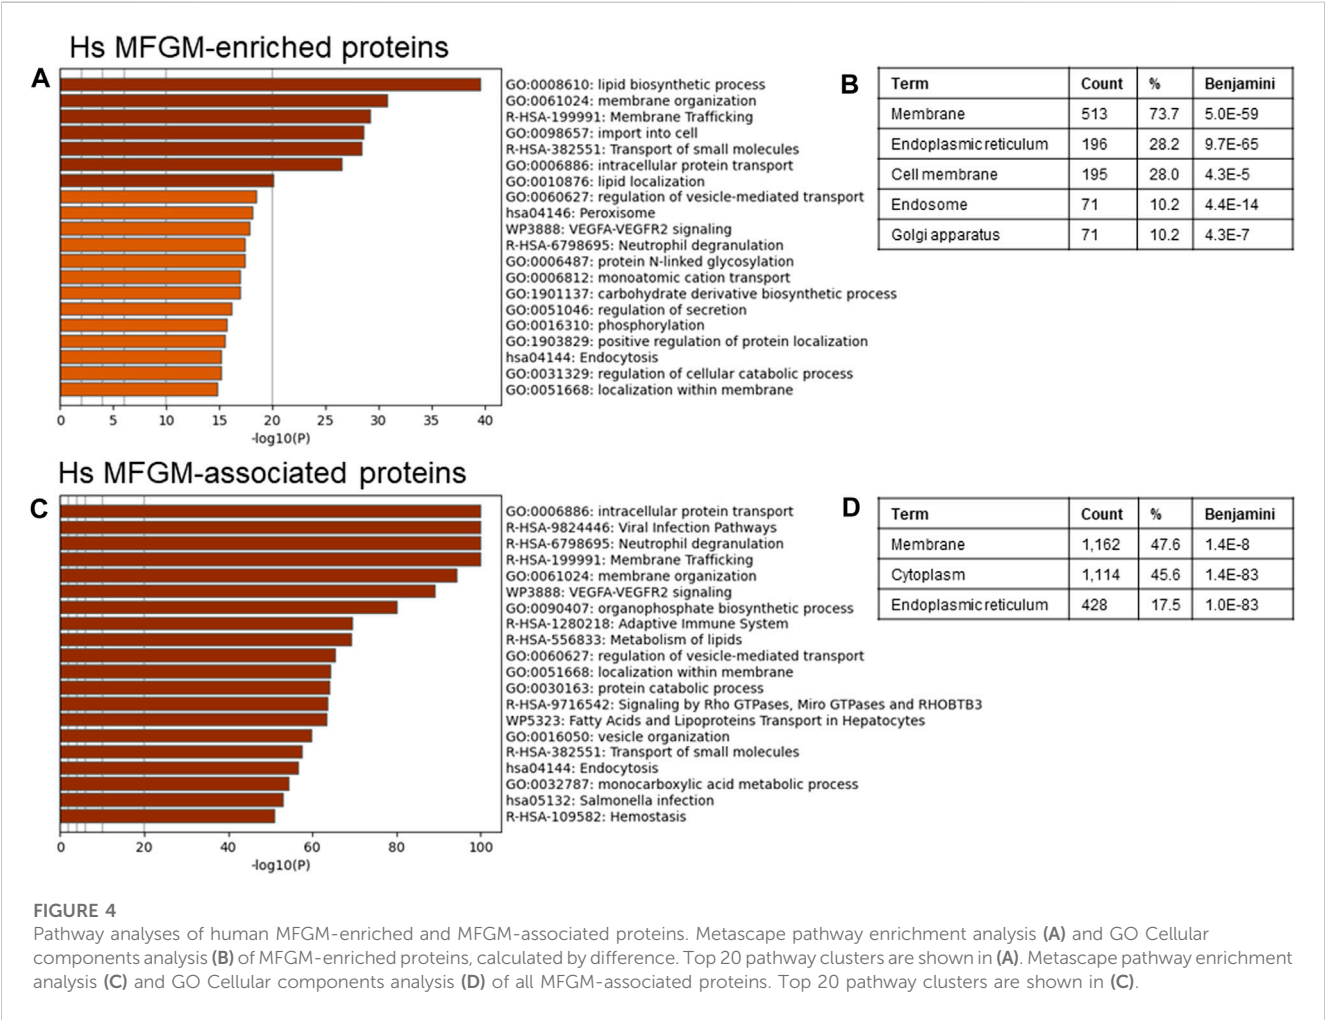 Hs MFGM-enriched proteins
A
GO:0008610: lipid biosynthetic process
GO:0061024: membrane organization
R-HSA-199991: Membrane Trafficking
GO:0098657: import into cell
R-HSA-382551: Transport of small molecules
GO:0006886: intracellular protein transport
GO:0010876: lipid localization
GO:0060627: regulation of vesicle-mediated transport
hsa04146: Peroxisome
WP3888: VEGFA-VEGFR2 signaling
R-HSA-6798695: Neutrophil degranulation
GO:0006487: protein N-linked glycosylation
GO:0006812: monoatomic cation transport
GO:1901137: carbohydrate derivative biosynthetic process
GO:0051046: regulation of secretion
GO:0016310: phosphorylation
GO:1903829: positive regulation of protein localization
hsa04144: Endocytosis
GO:0031329: regulation of cellular catabolic process
GO:0051668: localization within membrane
0 5 10 15 20 25 30 35 40
-log10(P)
B
Term Count % Benjamini
Membrane 513 73.7 5.0E-59
Endoplasmic reticulum 196 28.2 9.7E-65
Cell membrane 195 28.0 4.3E-5
Endosome 71 10.2 4.4E-14
Golgi apparatus 71 10.2 4.3E-7
Hs MFGM-associated proteins
C
GO:0006886: intracellular protein transport
R-HSA-9824446: Viral Infection Pathways
R-HSA-6798695: Neutrophil degranulation
R-HSA-199991: Membrane Trafficking
GO:0061024: membrane organization
WP3888: VEGFA-VEGFR2 signaling
GO:0090407: organophosphate biosynthetic process
R-HSA-1280218: Adaptive Immune System
R-HSA-556833: Metabolism of lipids
GO:0060627: regulation of vesicle-mediated transport
GO:0051668: localization within membrane
GO:0030163: protein catabolic process
R-HSA-9716542: Signaling by Rho GTPases, Miro GTPases and RHOBTB3
WP5323: Fatty Acids and Lipoproteins Transport in Hepatocytes
GO:0016050: vesicle organization
R-HSA-382551: Transport of small molecules
hsa04144: Endocytosis
GO:0032787: monocarboxylic acid metabolic process
hsa05132: Salmonella infection
R-HSA-109582: Hemostasis
0 20 40 60 80 100
-log10(P)
D
Term Count % Benjamini
Membrane 1,162 47.6 1.4E-8
Cytoplasm 1,114 45.6 1.4E-83
Endoplasmic reticulum 428 17.5 1.0E-83
FIGURE 4
Pathway analyses of human MFGM-enriched and MFGM-associated proteins. Metascape pathway enrichment analysis (A) and GO Cellular
components analysis (B) of MFGM-enriched proteins, calculated by difference. Top 20 pathway clusters are shown in (A). Metascape pathway enrichment
analysis (C) and GO Cellular components analysis (D) of all MFGM-associated proteins. Top 20 pathway clusters are shown in (C).